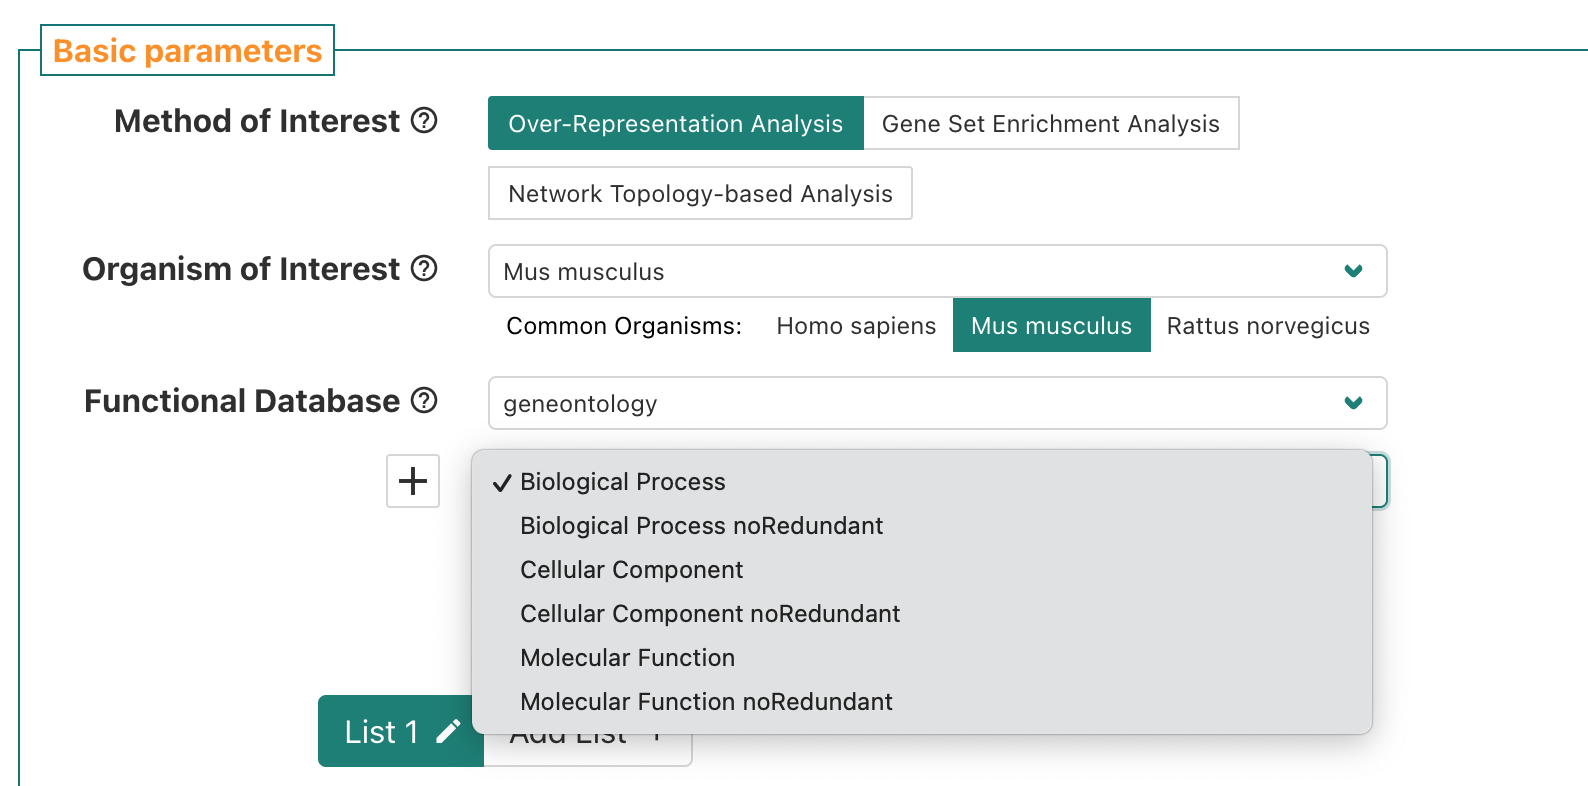 Basic parameters
Method of Interest
Over-Representation Analysis
Gene Set Enrichment Analysis
Network Topology-based Analysis
Organism of Interest
Mus musculus
Common Organisms: Homo sapiens Mus musculus Rattus norvegicus
Functional Database
geneontology
Biological Process
Biological Process noRedundant
Cellular Component
Cellular Component noRedundant
Molecular Function
Molecular Function noRedundant
List 1
Add List